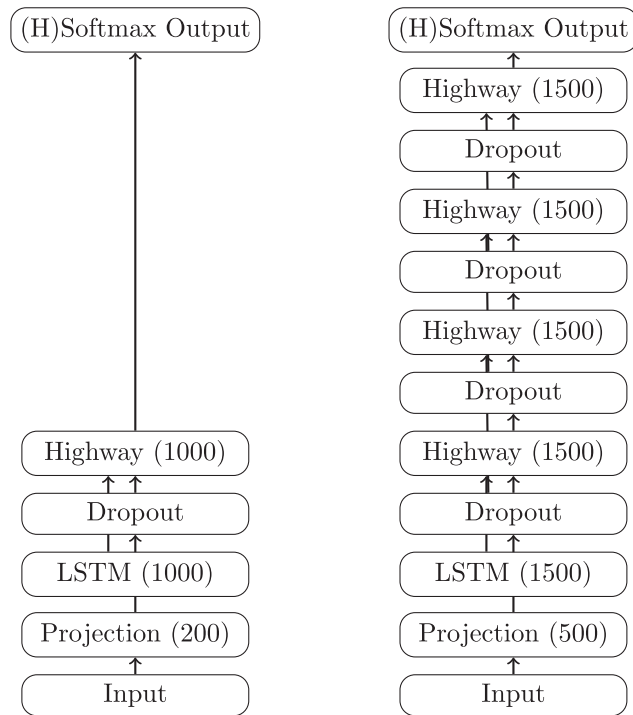 (H)Softmax Output
Highway (1000)
Dropout
LSTM (1000)
Projection (200)
Input
(H)Softmax Output
Highway (1500)
Dropout
Highway (1500)
Dropout
Highway (1500)
Dropout
Highway (1500)
Dropout
LSTM (1500)
Projection (500)
Input